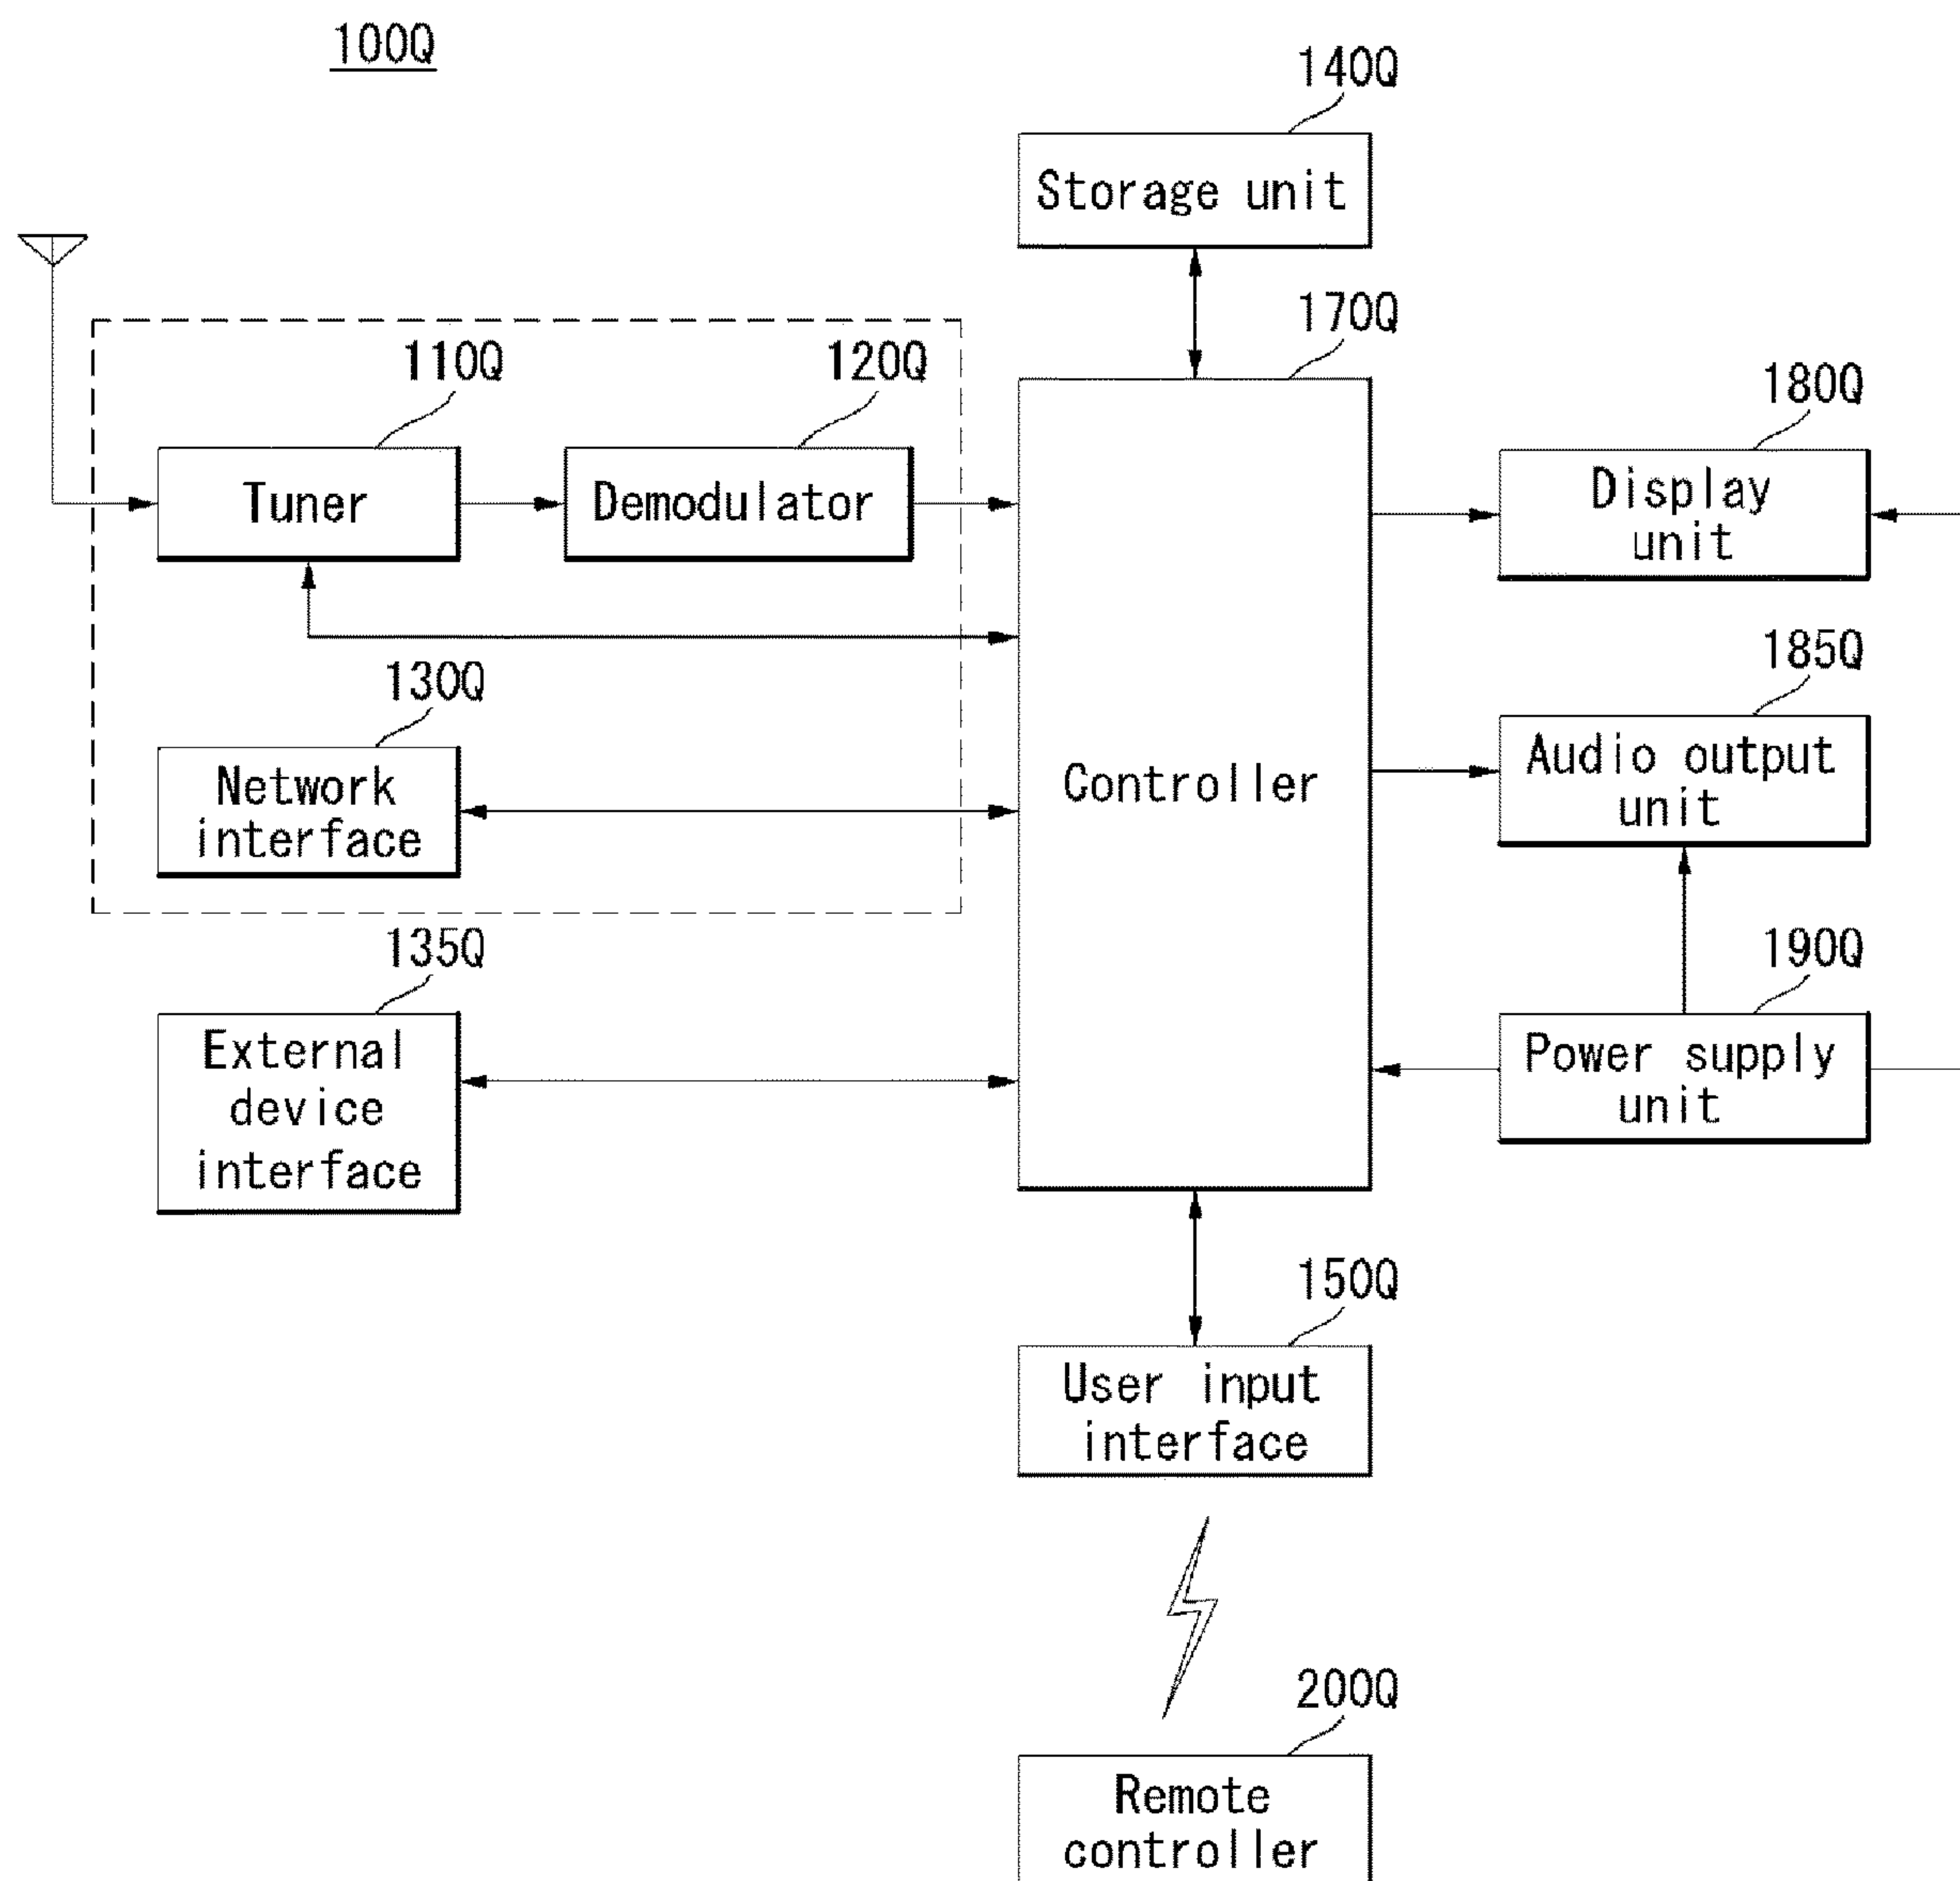 100Q
140Q
Storage unit
170Q
110Q
120Q
Tuner
Demodulator
180Q
Display
unit
130Q
Network
interface
Controller
185Q
Audio output
unit
135Q
External
device
interface
190Q
Power supply
unit
150Q
User input
interface
200Q
Remote
controller